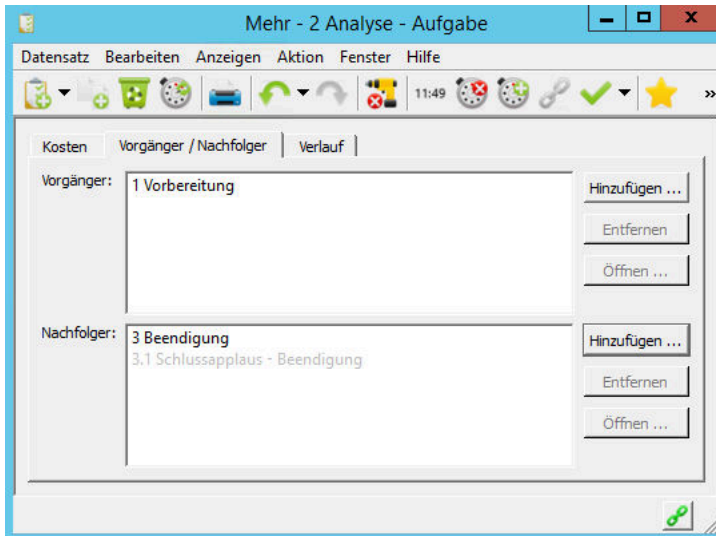 Mehr - 2 Analyse - Aufgabe
Datensatz Bearbeiten Anzeigen Aktion Fenster Hilfe
11:49
Kosten Vorgänger / Nachfolger Verlauf
Vorgänger:
1 Vorbereitung
Hinzufügen ...
Entfernen
Öffnen ...
Nachfolger:
3 Beendigung
3.1 Schlussapplaus - Beendigung
Hinzufügen ...
Entfernen
Öffnen ...